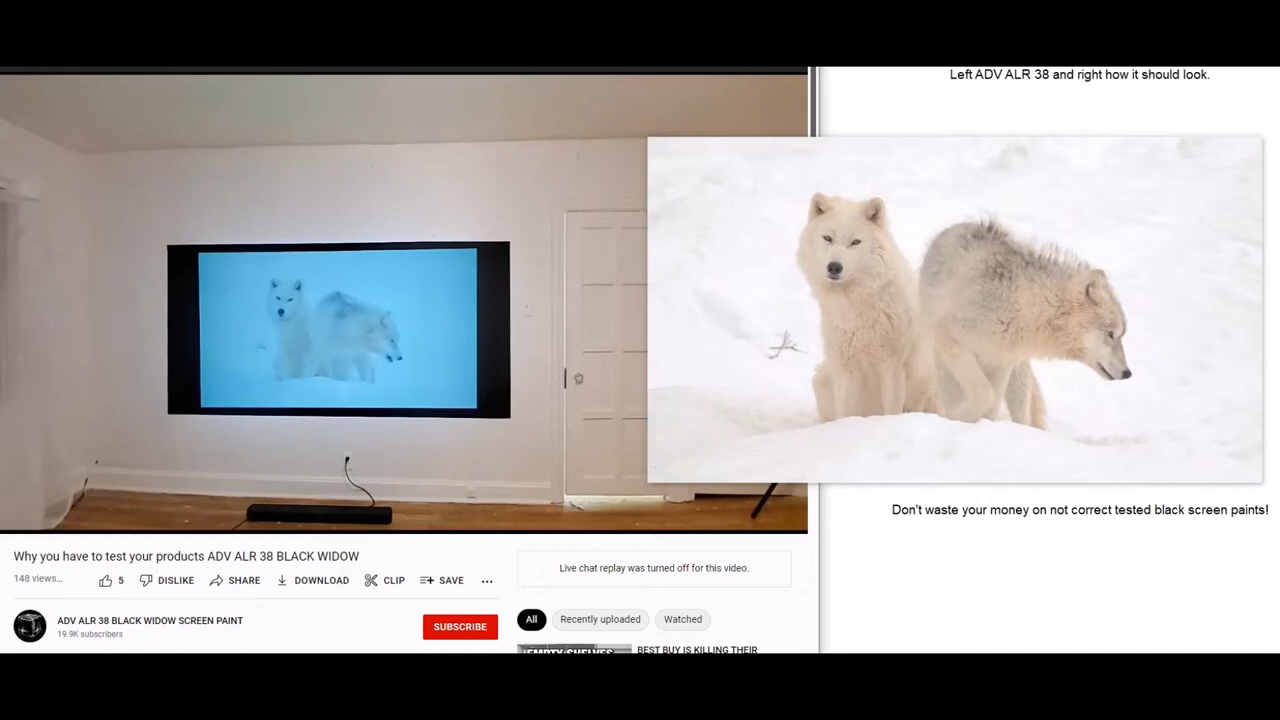 Left ADV ALR 38 and right how it should look.
Don't waste your money on not correct tested black screen paints!
Why you have to test your products ADV ALR 38 BLACK WIDOW
148 views...
5
DISLIKE
SHARE
DOWNLOAD
CLIP
SAVE
...
Live chat replay was turned off for this video.
ADV ALR 38 BLACK WIDOW SCREEN PAINT
19.9K subscribers
SUBSCRIBE
All
Recently uploaded
Watched
EMPTY SHELVES
BEST BUY IS KILLING THEIR